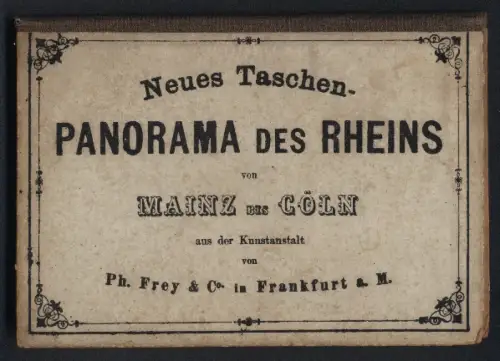 Neues Taschen-
PANORAMA DES RHEINS
von
MAINZ BIS CÖLN
aus der Kunstanstalt
von
Ph. Frey & Co. in Frankfurt a. M.